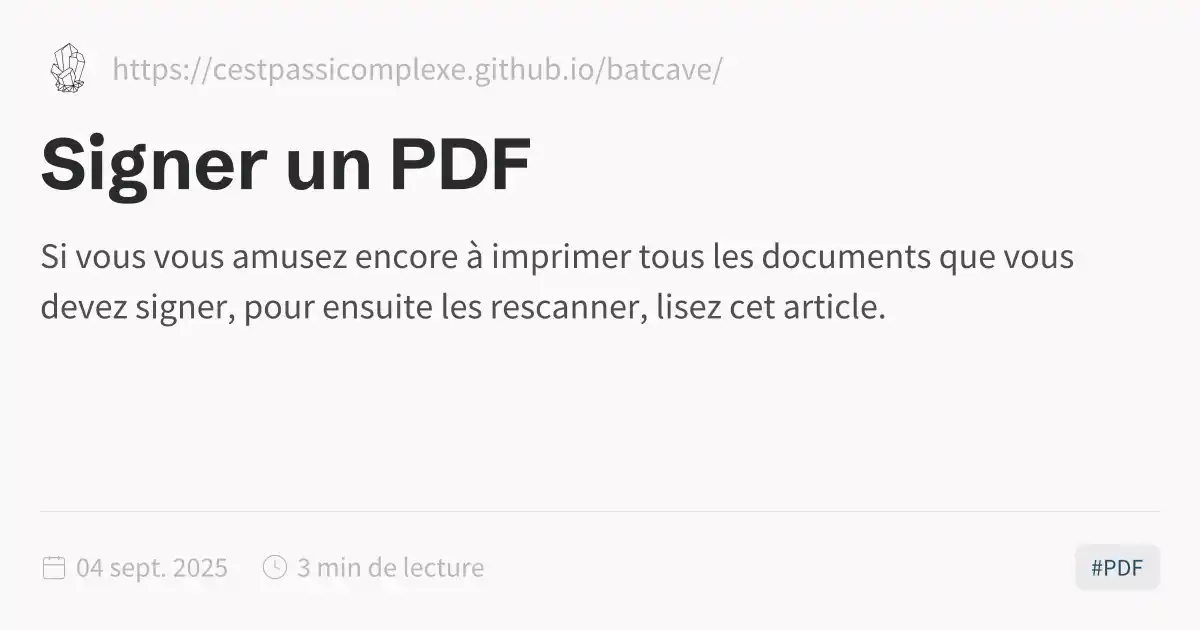 https://cestpassicomplexe.github.io/batcave/
Signer un PDF
Si vous vous amusez encore à imprimer tous les documents que vous
devez signer, pour ensuite les rescanner, lisez cet article.
04 sept. 2025 3 min de lecture #PDF